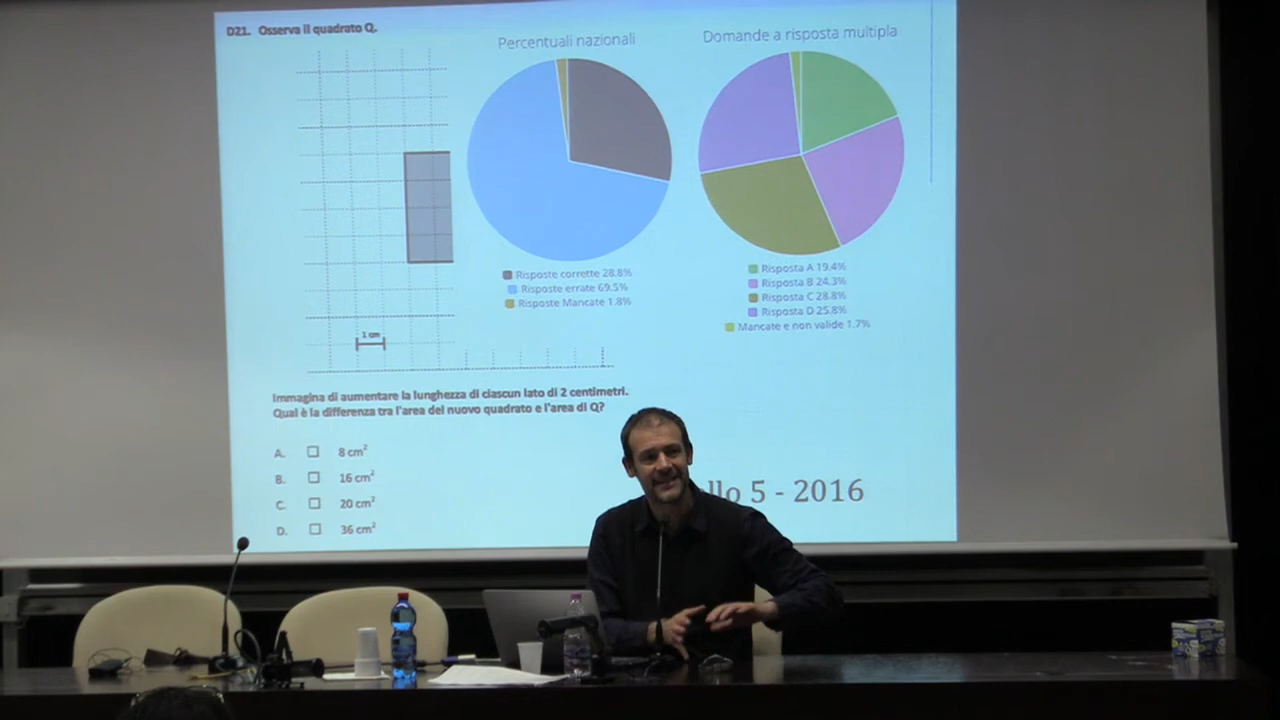 D21. Osserva il quadrato Q.
Percentuali nazionali
Domande a risposta multipla
1 cm
Risposte corrette 28.8%
Risposte errate 69.5%
Risposte Mancate 1.8%
Risposta A 19.4%
Risposta B 24.3%
Risposta C 28.8%
Risposta D 25.8%
Mancate e non valide 1.7%
Immagina di aumentare la lunghezza di ciascun lato di 2 centimetri.
Qual è la differenza tra l'area del nuovo quadrato e l'area di Q?
A. 8 cm²
B. 16 cm²
C. 20 cm²
D. 36 cm²
llo 5 - 2016